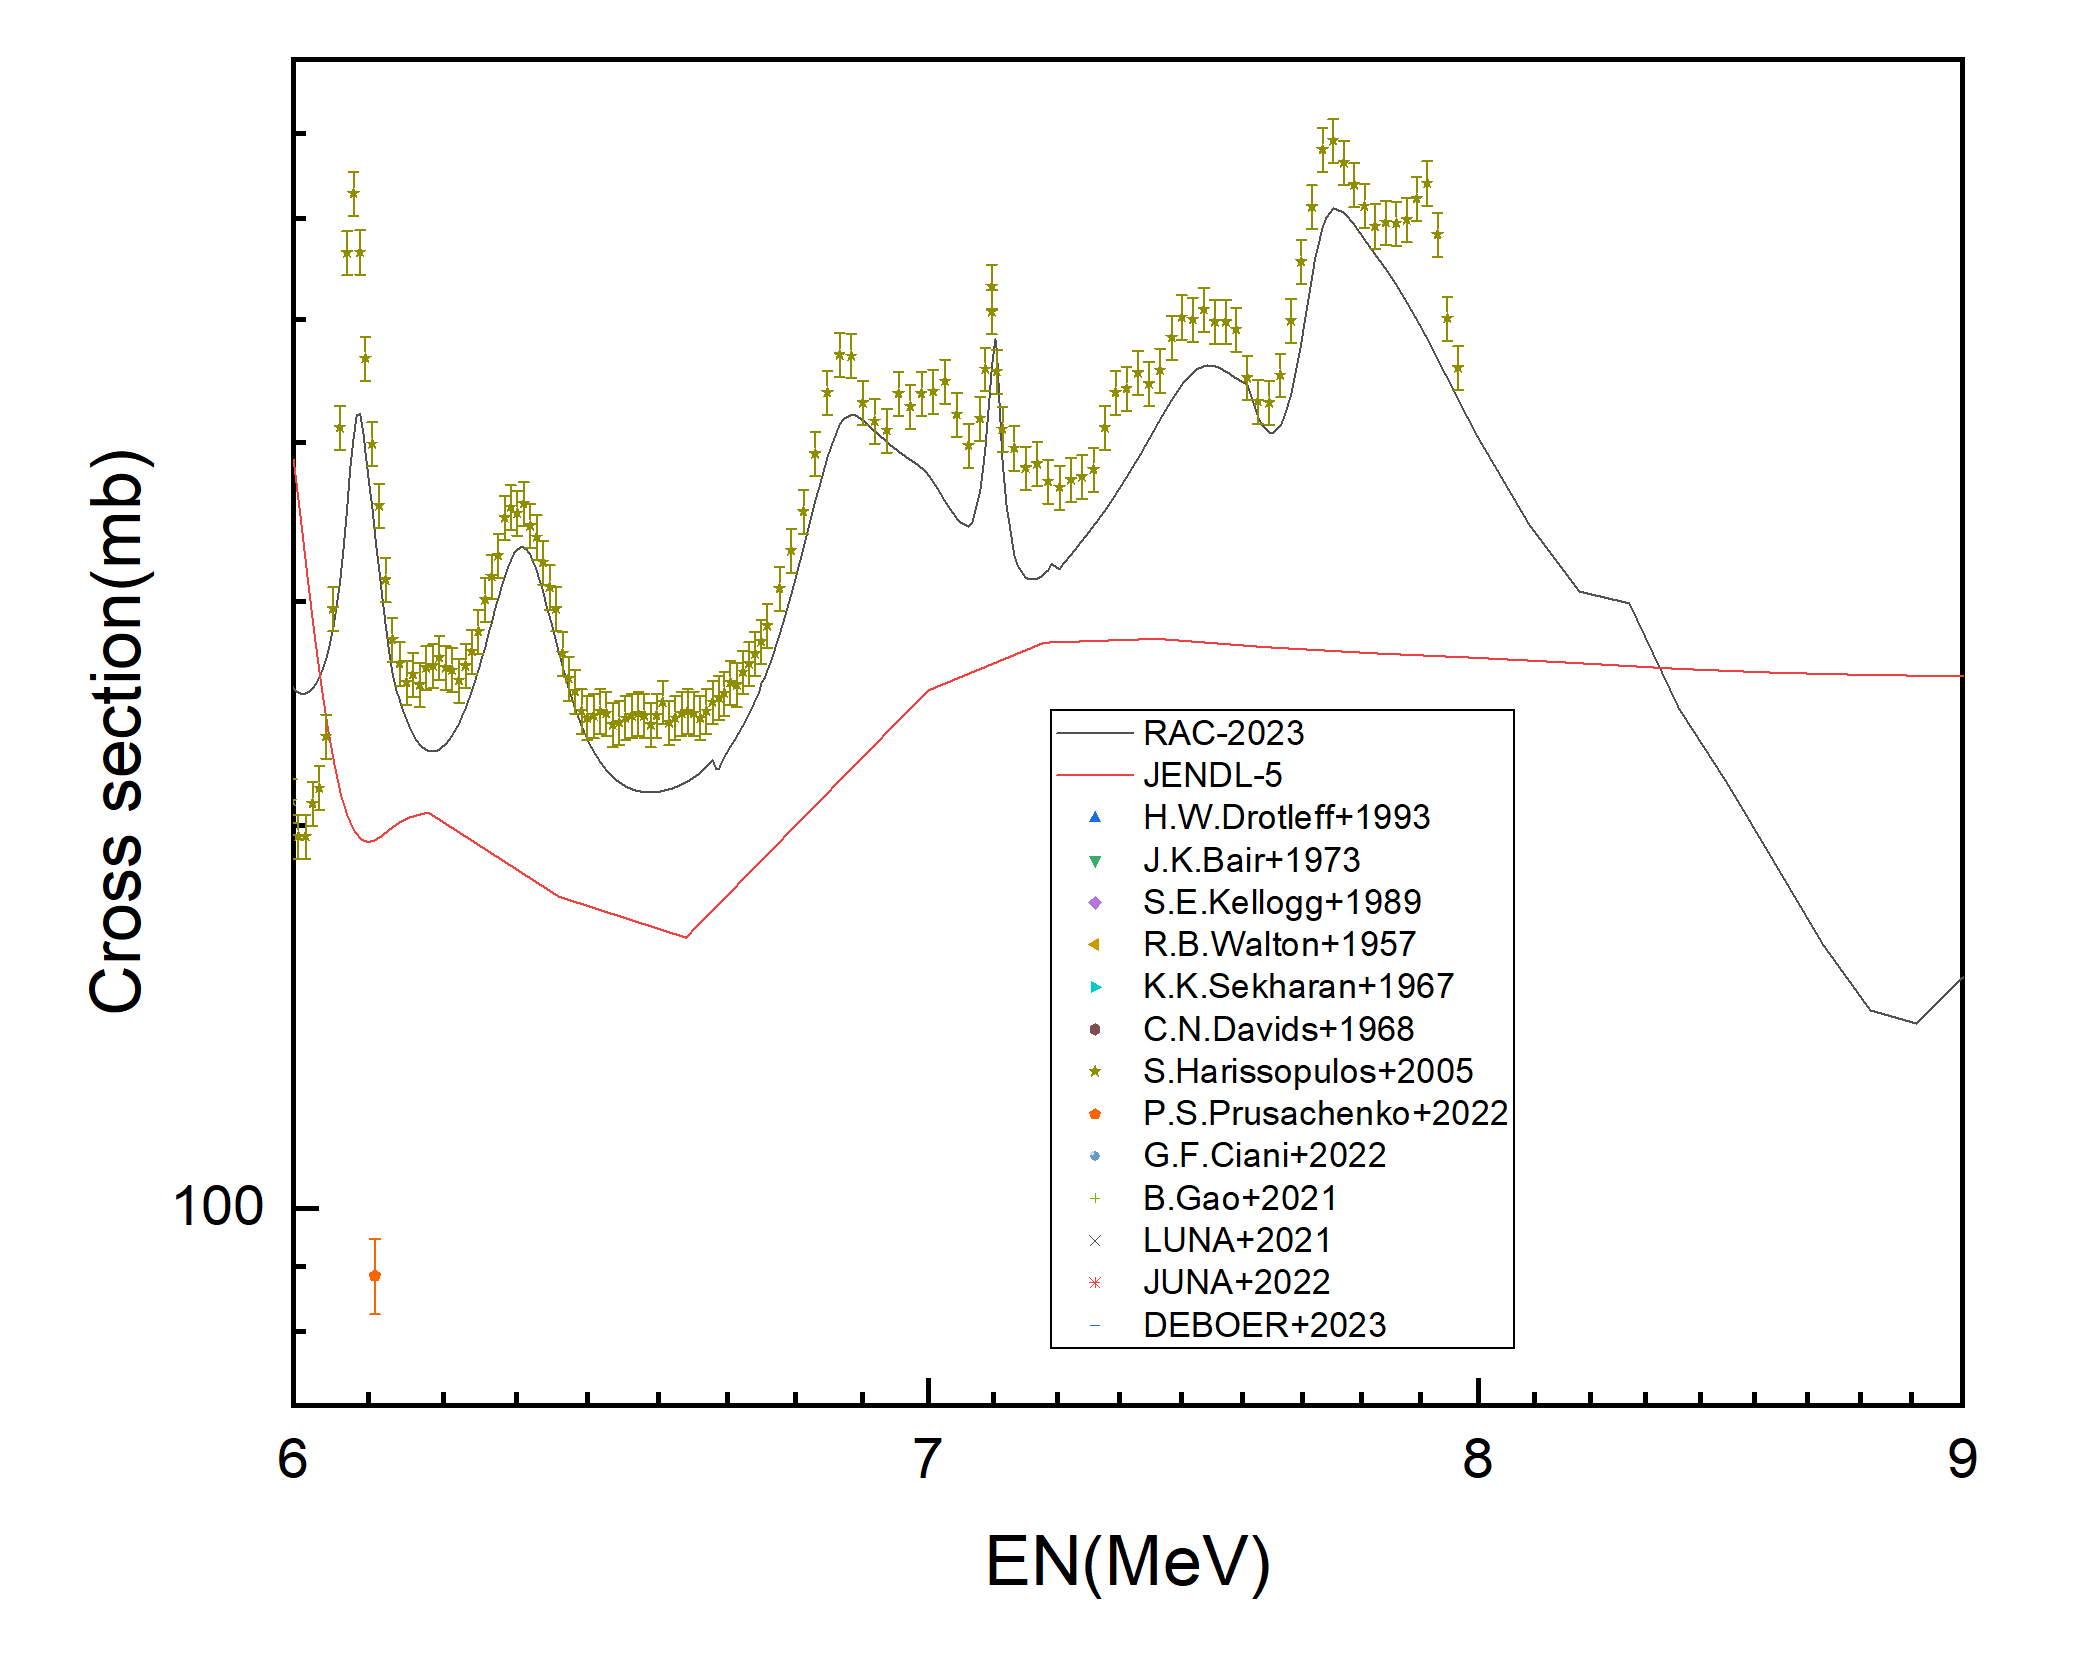 Cross section(mb)
100
RAC-2023
JENDL-5
H.W.Drotleff+1993
J.K.Bair+1973
S.E.Kellogg+1989
R.B.Walton+1957
K.K.Sekharan+1967
C.N.Davids+1968
S.Harissopulos+2005
P.S.Prusachenko+2022
G.F.Ciani+2022
B.Gao+2021
LUNA+2021
JUNA+2022
DEBOER+2023
6 7 8 9
EN(MeV)